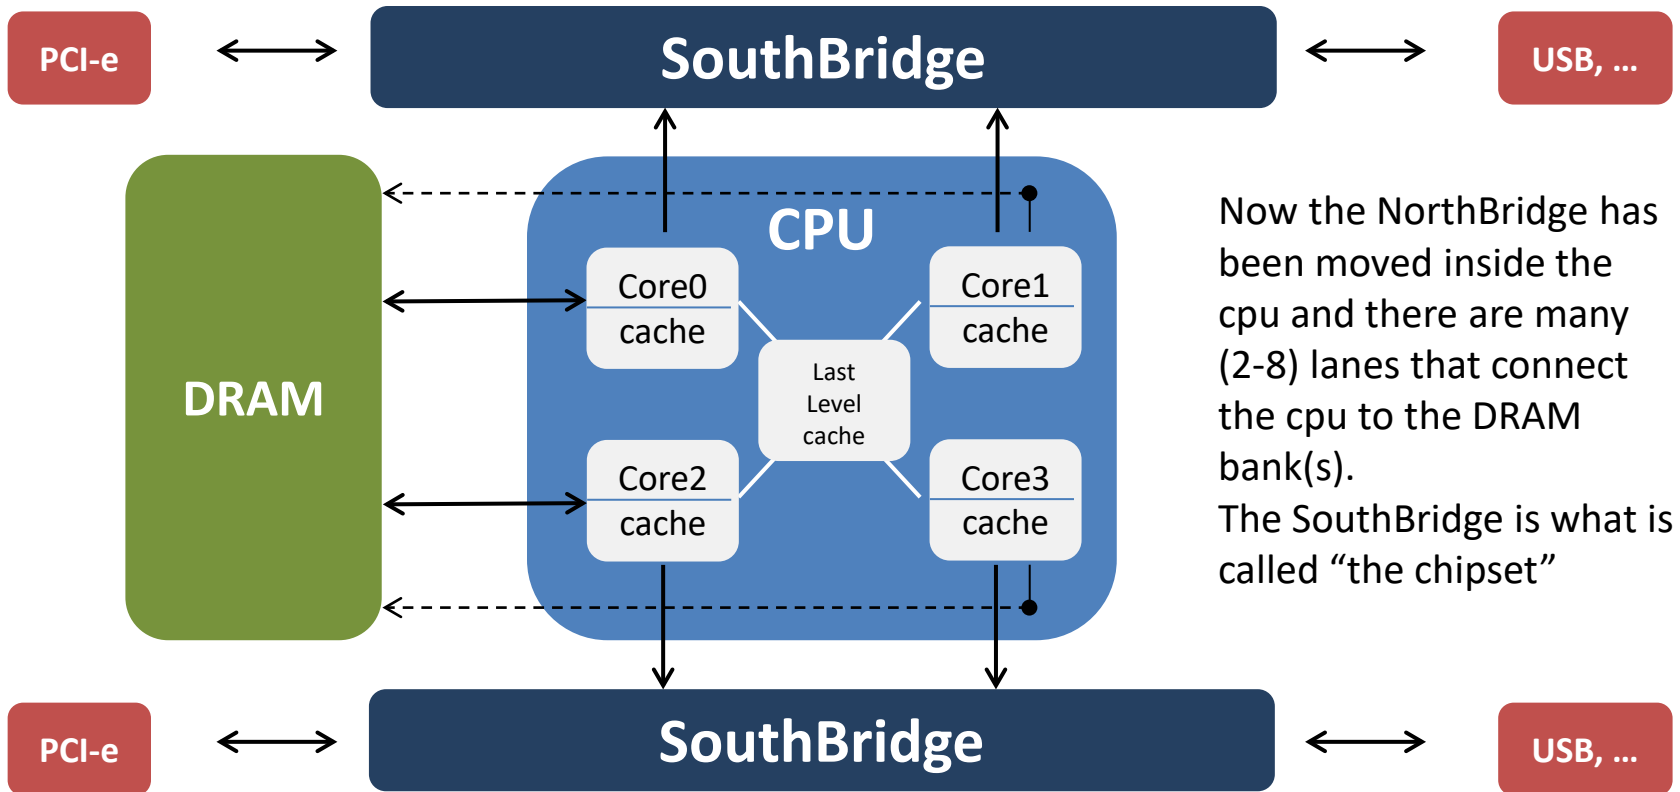 PCI-e
SouthBridge
USB, ...
CPU
DRAM
Core0
cache
Core1
cache
Last
Level
cache
Core2
cache
Core3
cache
Now the NorthBridge has
been moved inside the
cpu and there are many
(2-8) lanes that connect
the cpu to the DRAM
bank(s).
The SouthBridge is what is
called “the chipset”
PCI-e
SouthBridge
USB, ...